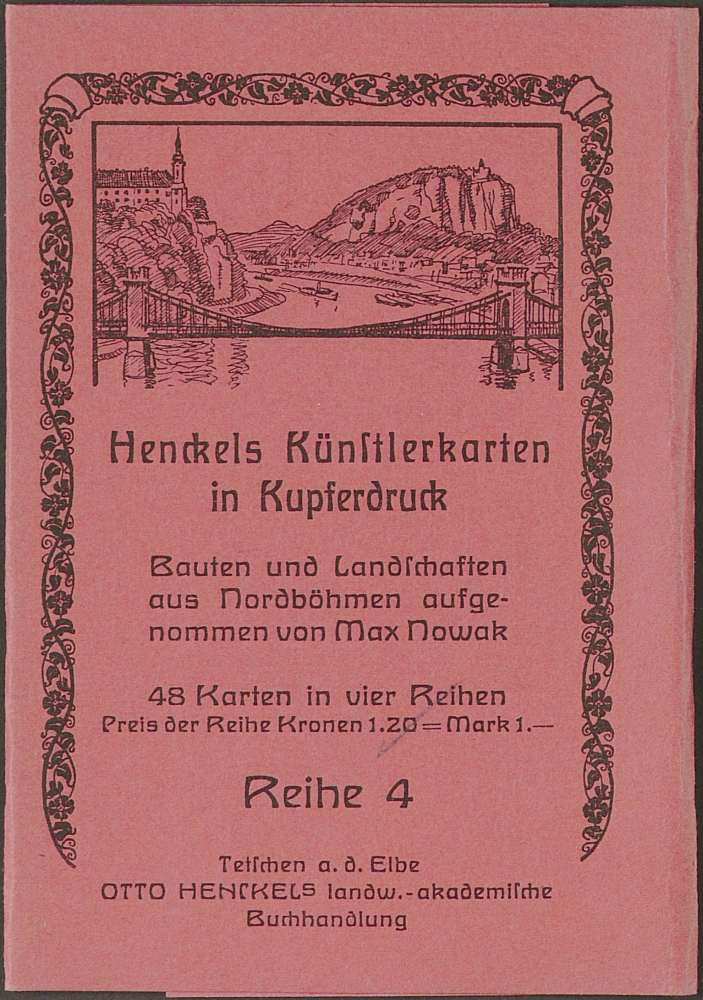 Henckels Künſtlerkarten
in Kupferdruck
Bauten und Landſchaften
aus Nordböhmen aufge-
nommen von Max Nowak
48 Karten in vier Reihen
Preis der Reihe Kronen 1.20 = Mark 1.—
Reihe 4
Tetſchen a. d. Elbe
OTTO HENCKELS landw.-akademiſche
Buchhandlung